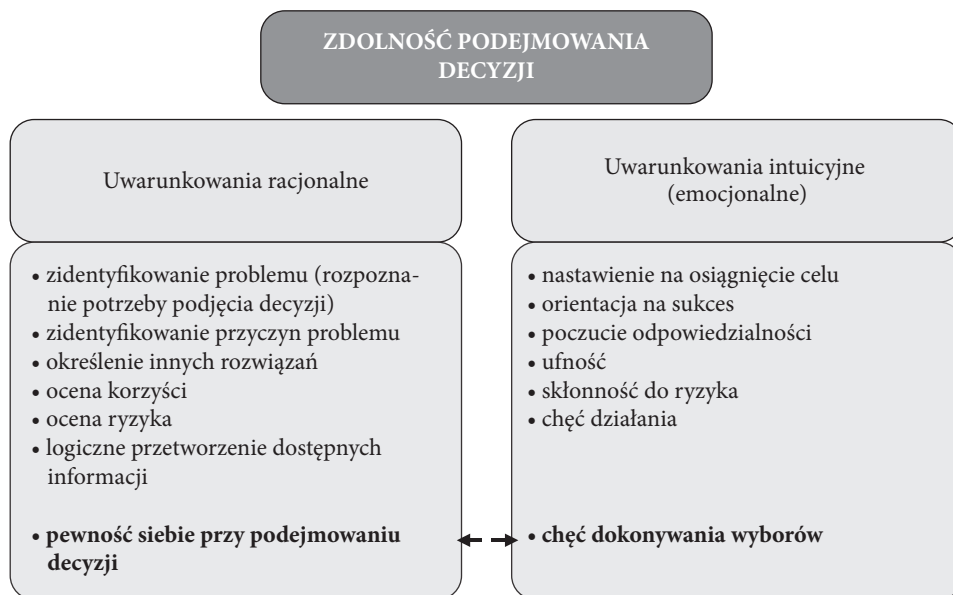 ZDOLNOŚĆ PODEJMOWANIA
DECYZJI
Uwarunkowania racjonalne
• zidentyfikowanie problemu (rozpozna-
nie potrzeby podjęcia decyzji)
• zidentyfikowanie przyczyn problemu
• określenie innych rozwiązań
• ocena korzyści
• ocena ryzyka
• logiczne przetworzenie dostępnych
informacji
• pewność siebie przy podejmowaniu
decyzji
Uwarunkowania intuicyjne
(emocjonalne)
• nastawienie na osiągnięcie celu
• orientacja na sukces
• poczucie odpowiedzialności
• ufność
• skłonność do ryzyka
• chęć działania
• chęć dokonywania wyborów